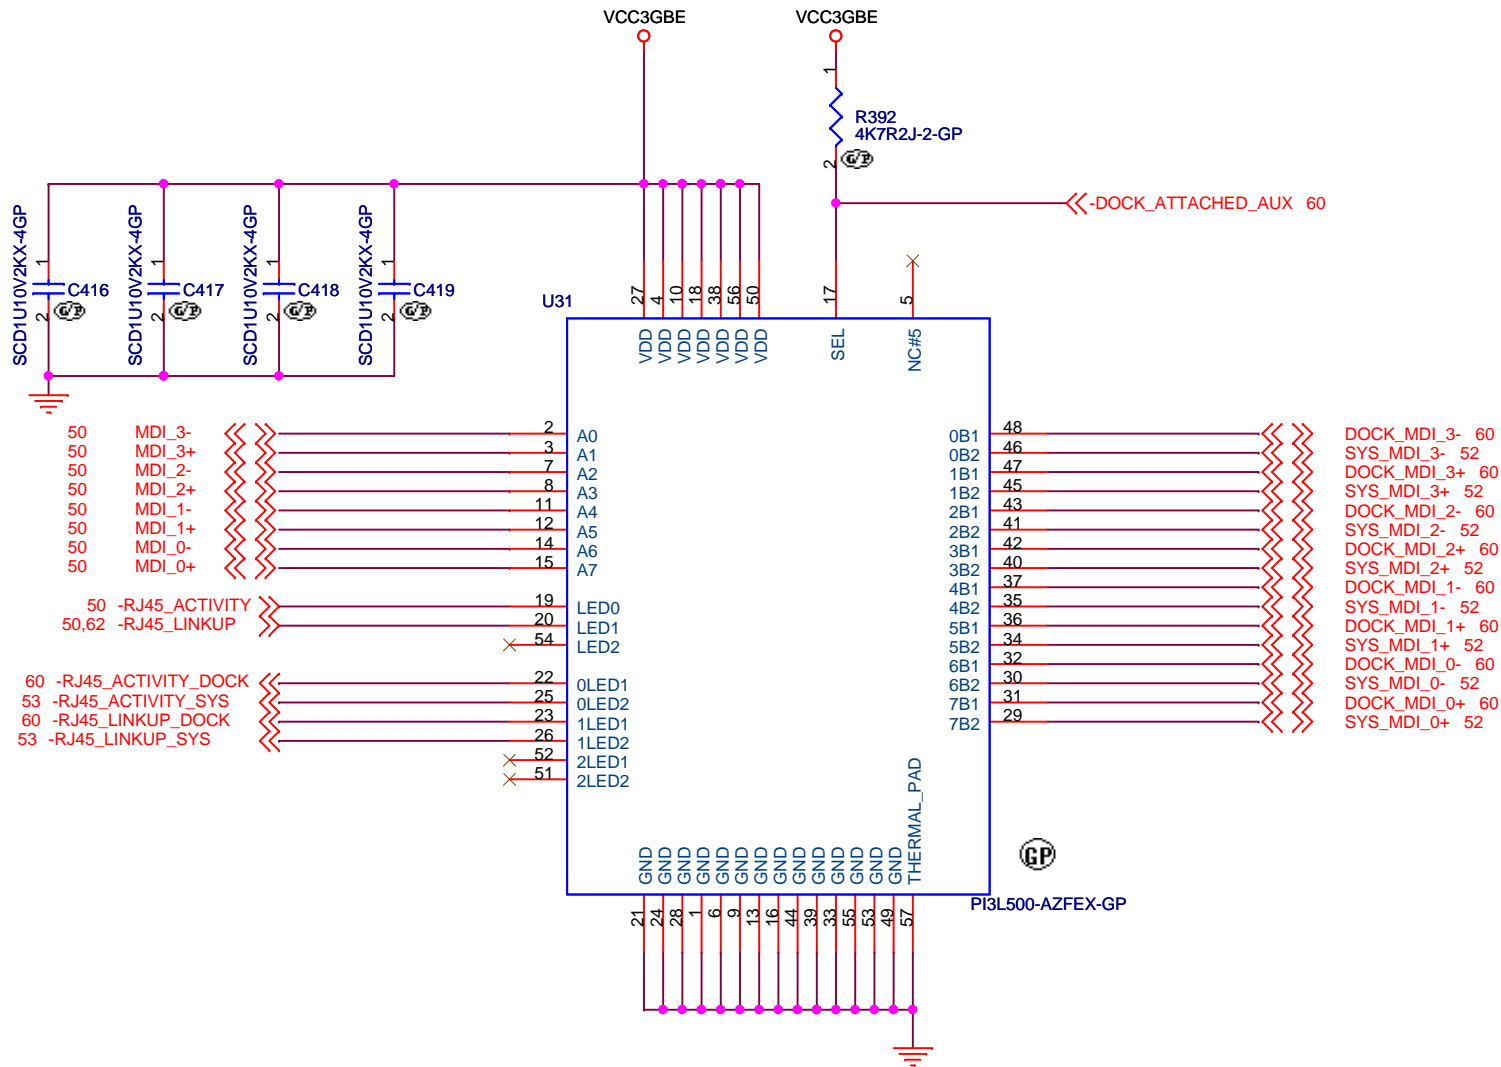 VCC3GBE
VCC3GBE
1
R392
4K7R2J-2-GP
2
G/P
-DOCK_ATTACHED_AUX 60
SCD1U10V2KX-4GP
1
C416
2
G/P
SCD1U10V2KX-4GP
1
C417
2
G/P
SCD1U10V2KX-4GP
1
C418
2
G/P
SCD1U10V2KX-4GP
1
C419
2
G/P
U31
27 4 10 18 38 56 50 17 5
VDD VDD VDD VDD VDD VDD VDD SEL NC#5
50 MDI_3- 2 A0
50 MDI_3+ 3 A1
50 MDI_2- 7 A2
50 MDI_2+ 8 A3
50 MDI_1- 11 A4
50 MDI_1+ 12 A5
50 MDI_0- 14 A6
50 MDI_0+ 15 A7
50 -RJ45_ACTIVITY 19 LED0
50,62 -RJ45_LINKUP 20 LED1
54 LED2
60 -RJ45_ACTIVITY_DOCK 22 0LED1
53 -RJ45_ACTIVITY_SYS 25 0LED2
60 -RJ45_LINKUP_DOCK 23 1LED1
53 -RJ45_LINKUP_SYS 26 1LED2
52 2LED1
51 2LED2
0B1 48 DOCK_MDI_3- 60
0B2 46 SYS_MDI_3- 52
1B1 47 DOCK_MDI_3+ 60
1B2 45 SYS_MDI_3+ 52
2B1 43 DOCK_MDI_2- 60
2B2 41 SYS_MDI_2- 52
3B1 42 DOCK_MDI_2+ 60
3B2 40 SYS_MDI_2+ 52
4B1 37 DOCK_MDI_1- 60
4B2 35 SYS_MDI_1- 52
5B1 36 DOCK_MDI_1+ 60
5B2 34 SYS_MDI_1+ 52
6B1 32 DOCK_MDI_0- 60
6B2 30 SYS_MDI_0- 52
7B1 31 DOCK_MDI_0+ 60
7B2 29 SYS_MDI_0+ 52
GND GND GND GND GND GND GND GND GND GND GND GND GND GND THERMAL_PAD
21 24 28 1 6 9 13 16 44 39 33 55 53 49 57
GP
PI3L500-AZFEX-GP